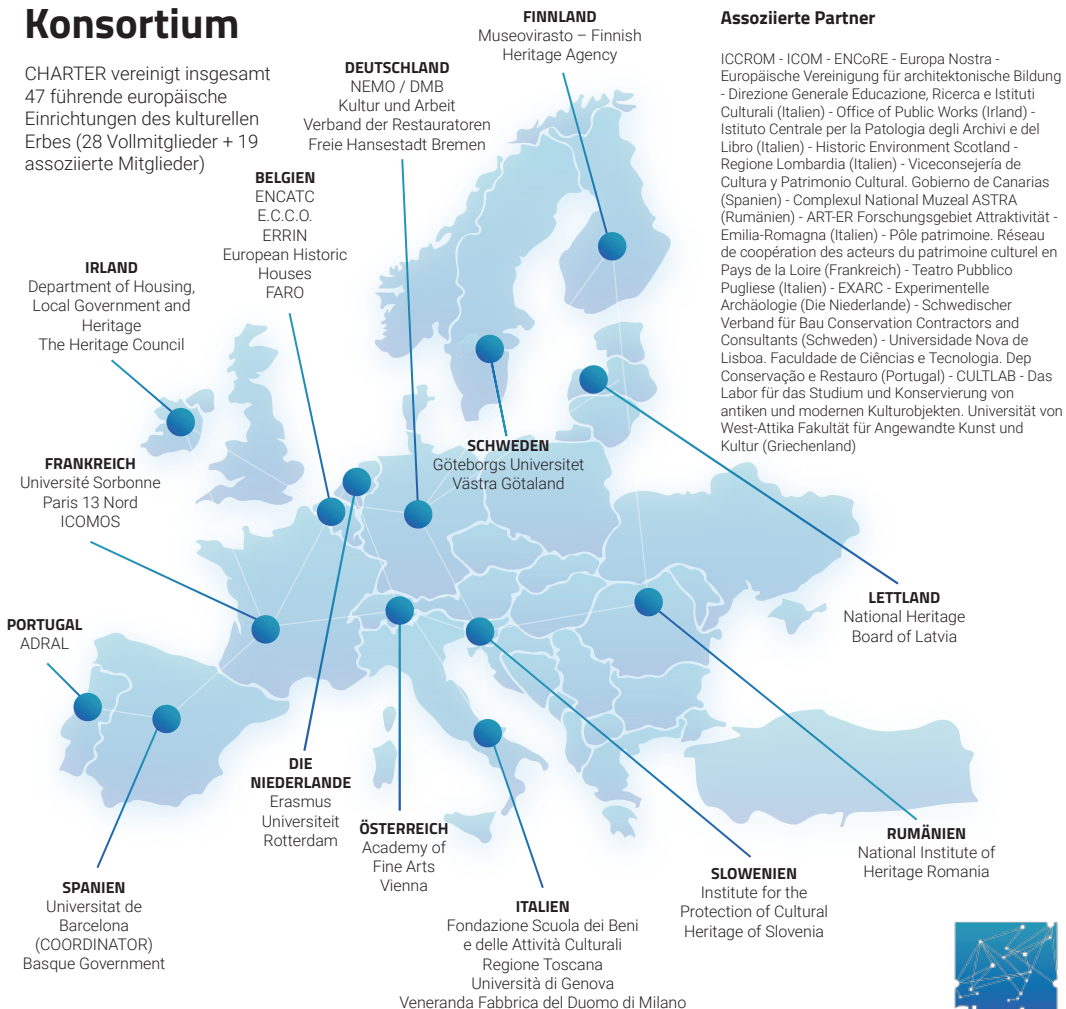 Konsortium
CHARTER vereinigt insgesamt
47 führende europäische
Einrichtungen des kulturellen
Erbes (28 Vollmitglieder + 19
assoziierte Mitglieder)
FINNLAND
Museovirasto – Finnish
Heritage Agency
DEUTSCHLAND
NEMO / DMB
Kultur und Arbeit
Verband der Restauratoren
Freie Hansestadt Bremen
BELGIEN
ENCATC
E.C.C.O.
ERRIN
European Historic
Houses
FARO
IRLAND
Department of Housing,
Local Government and
Heritage
The Heritage Council
FRANKREICH
Université Sorbonne
Paris 13 Nord
ICOMOS
SCHWEDEN
Göteborgs Universitet
Västra Götaland
PORTUGAL
ADRAL
LETTLAND
National Heritage
Board of Latvia
DIE
NIEDERLANDE
Erasmus
Universiteit
Rotterdam
ÖSTERREICH
Academy of
Fine Arts
Vienna
RUMÄNIEN
National Institute of
Heritage Romania
SLOWENIEN
Institute for the
Protection of Cultural
Heritage of Slovenia
SPANIEN
Universitat de
Barcelona
(COORDINATOR)
Basque Government
ITALIEN
Fondazione Scuola dei Beni
e delle Attività Culturali
Regione Toscana
Università di Genova
Veneranda Fabbrica del Duomo di Milano
Assoziierte Partner
ICCROM - ICOM - ENCoRE - Europa Nostra -
Europäische Vereinigung für architektonische Bildung
- Direzione Generale Educazione, Ricerca e Istituti
Culturali (Italien) - Office of Public Works (Irland) -
Istituto Centrale per la Patologia degli Archivi e del
Libro (Italien) - Historic Environment Scotland -
Regione Lombardia (Italien) - Viceconsejería de
Cultura y Patrimonio Cultural. Gobierno de Canarias
(Spanien) - Complexul National Muzeal ASTRA
(Rumänien) - ART-ER Forschungsgebiet Attraktivität -
Emilia-Romagna (Italien) - Pôle patrimoine. Réseau
de coopération des acteurs du patrimoine culturel en
Pays de la Loire (Frankreich) - Teatro Pubblico
Pugliese (Italien) - EXARC - Experimentelle
Archäologie (Die Niederlande) - Schwedischer
Verband für Bau Conservation Contractors and
Consultants (Schweden) - Universidade Nova de
Lisboa. Faculdade de Ciências e Tecnologia. Dep
Conservação e Restauro (Portugal) - CULTLAB - Das
Labor für das Studium und Konservierung von
antiken und modernen Kulturobjekten. Universität von
West-Attika Fakultät für Angewandte Kunst und
Kultur (Griechenland)